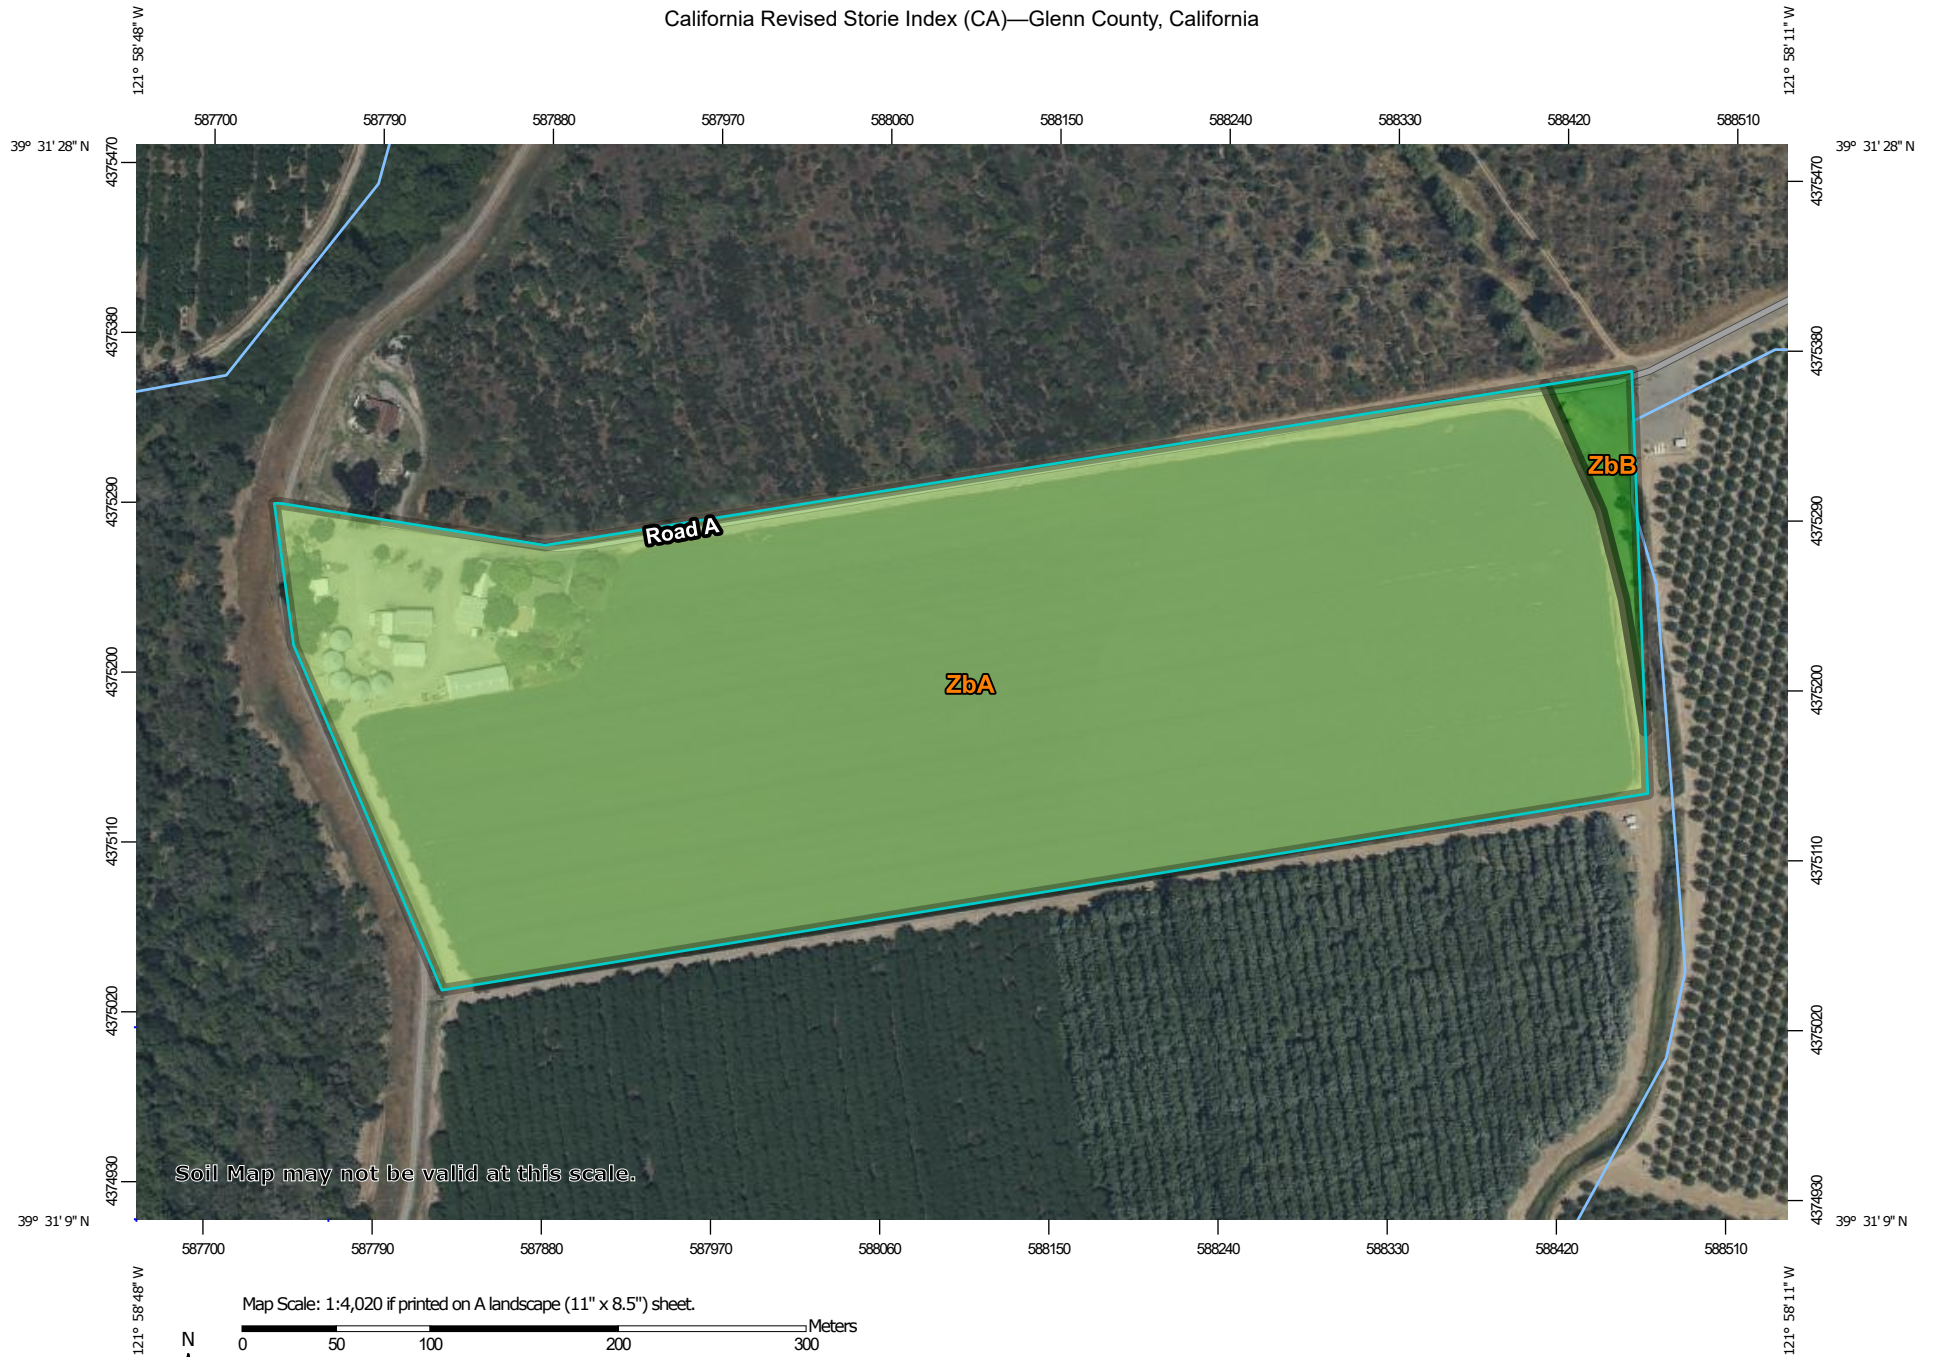 California Revised Storie Index (CA)—Glenn County, California
121° 58' 48" W
121° 58' 11" W
587700 587790 587880 587970 588060 588150 588240 588330 588420 588510
39° 31' 28" N
39° 31' 28" N
4375470
4375470
4375380
4375380
ZbB
4375290
4375290
Road A
ZbA
4375200
4375200
4375110
4375110
4375020
4375020
Soil Map may not be valid at this scale.
4374930
4374930
39° 31' 9" N
39° 31' 9" N
587700 587790 587880 587970 588060 588150 588240 588330 588420 588510
121° 58' 48" W
121° 58' 11" W
Map Scale: 1:4,020 if printed on A landscape (11" x 8.5") sheet.
Meters
N
0 50 100 200 300